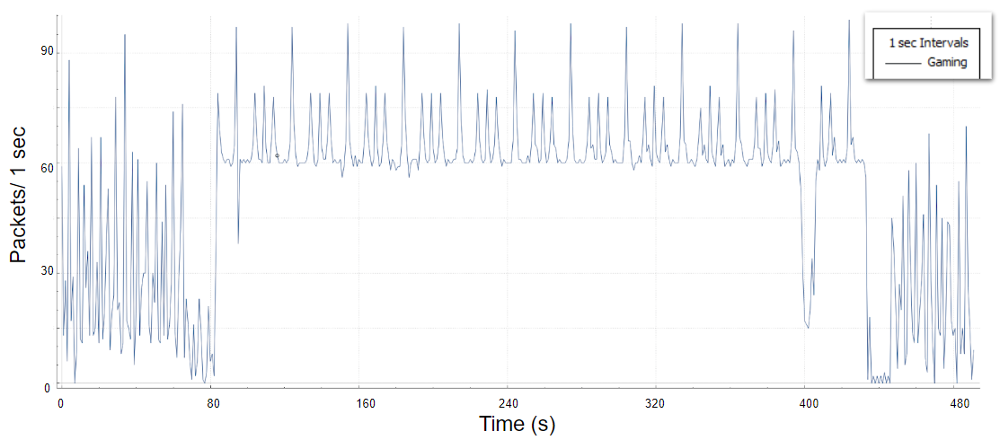 1 sec Intervals
Gaming
Packets/ 1 sec
90
60
30
0
0 80 160 240 320 400 480
Time (s)